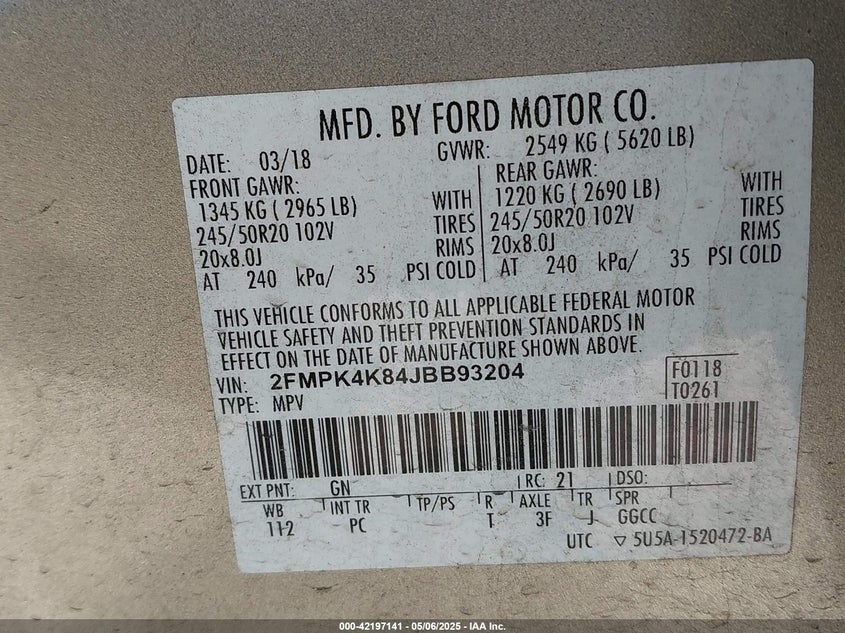 MFD. BY FORD MOTOR CO.
DATE: 03/18 GVWR: 2549 KG ( 5620 LB)
FRONT GAWR: REAR GAWR:
1345 KG ( 2965 LB) WITH 1220 KG ( 2690 LB) WITH
245/50R20 102V TIRES 245/50R20 102V TIRES
20x8.0J RIMS 20x8.0J RIMS
AT 240 kPa/ 35 PSI COLD AT 240 kPa/ 35 PSI COLD
THIS VEHICLE CONFORMS TO ALL APPLICABLE FEDERAL MOTOR
VEHICLE SAFETY AND THEFT PREVENTION STANDARDS IN
EFFECT ON THE DATE OF MANUFACTURE SHOWN ABOVE.
VIN: 2FMPK4K84JBB93204 F0118
TYPE: MPV T0261
EXT PNT: GN RC: 21 DSO:
WB INT TR TP/PS R AXLE TR SPR
112 PC T 3F J GGCC
UTC ▽ 5U5A-1520472-BA
000-42197141 — 05/06/2025 — IAA Inc.